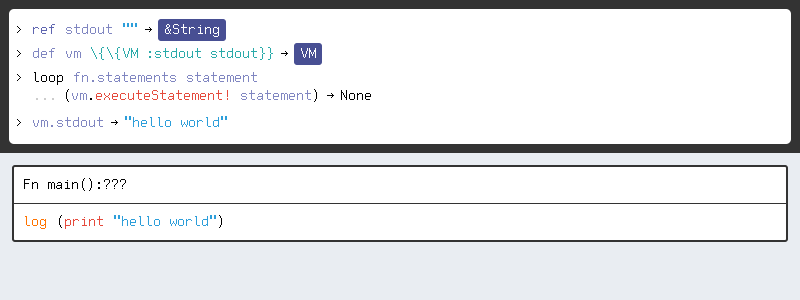 > ref stdout "" → &String
> def vm \{\{VM :stdout stdout}} → VM
> loop fn.statements statement
... (vm.executeStatement! statement) → None
> vm.stdout → "hello world"
Fn main():???
log (print "hello world")